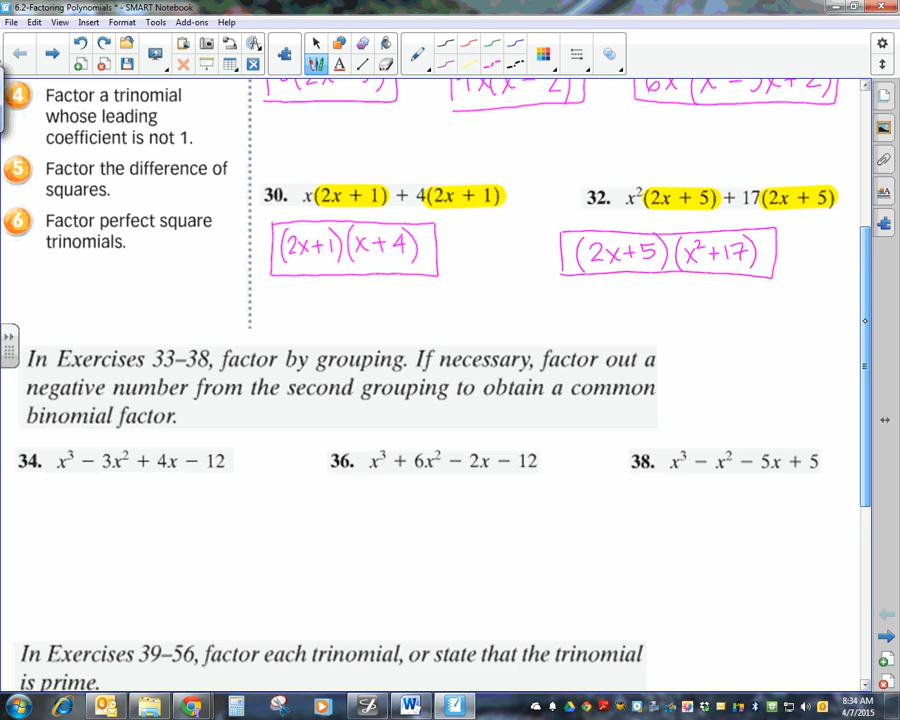 6.2-Factoring Polynomials * - SMART Notebook
File Edit View Insert Format Tools Add-ons Help
4 Factor a trinomial
whose leading
coefficient is not 1.
5 Factor the difference of
squares.
6 Factor perfect square
trinomials.
30. x(2x + 1) + 4(2x + 1)
32. x²(2x + 5) + 17(2x + 5)
(2x+1)(x+4)
(2x+5)(x²+17)
In Exercises 33–38, factor by grouping. If necessary, factor out a
negative number from the second grouping to obtain a common
binomial factor.
34. x³ − 3x² + 4x − 12
36. x³ + 6x² − 2x − 12
38. x³ − x² − 5x + 5
In Exercises 39–56, factor each trinomial, or state that the trinomial
is prime.
8:34 AM
4/7/2015